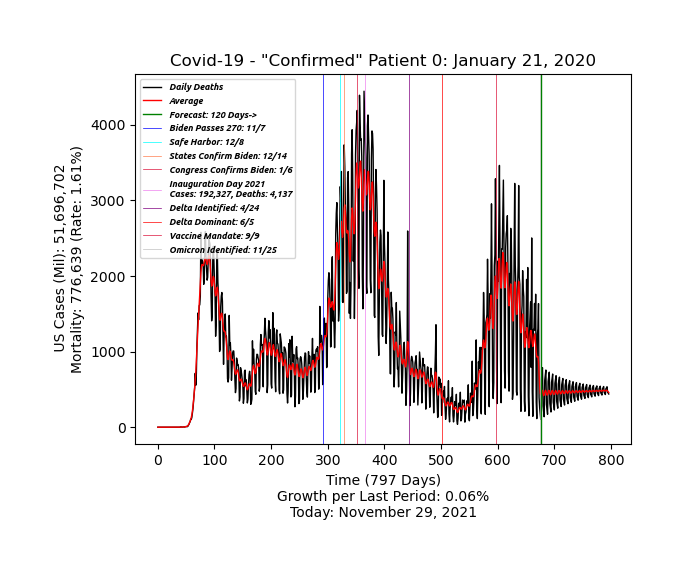 Covid-19 - "Confirmed" Patient 0: January 21, 2020
US Cases (Mil): 51,696,702
Mortality: 776,639 (Rate: 1.61%)
4000
3000
2000
1000
0
Daily Deaths
Average
Forecast: 120 Days->
Biden Passes 270: 11/7
Safe Harbor: 12/8
States Confirm Biden: 12/14
Congress Confirms Biden: 1/6
Inauguration Day 2021
Cases: 192,327, Deaths: 4,137
Delta Identified: 4/24
Delta Dominant: 6/5
Vaccine Mandate: 9/9
Omicron Identified: 11/25
0 100 200 300 400 500 600 700 800
Time (797 Days)
Growth per Last Period: 0.06%
Today: November 29, 2021